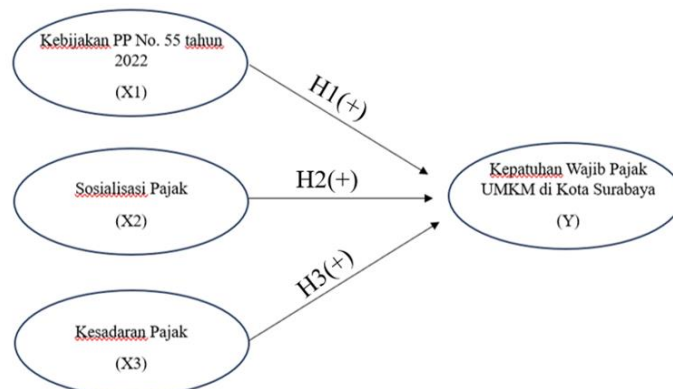 Kebijakan PP No. 55 tahun
2022
(X1)
H1(+)
Sosialisasi Pajak
(X2)
H2(+)
Kepatuhan Wajib Pajak
UMKM di Kota Surabaya
(Y)
H3(+)
Kesadaran Pajak
(X3)